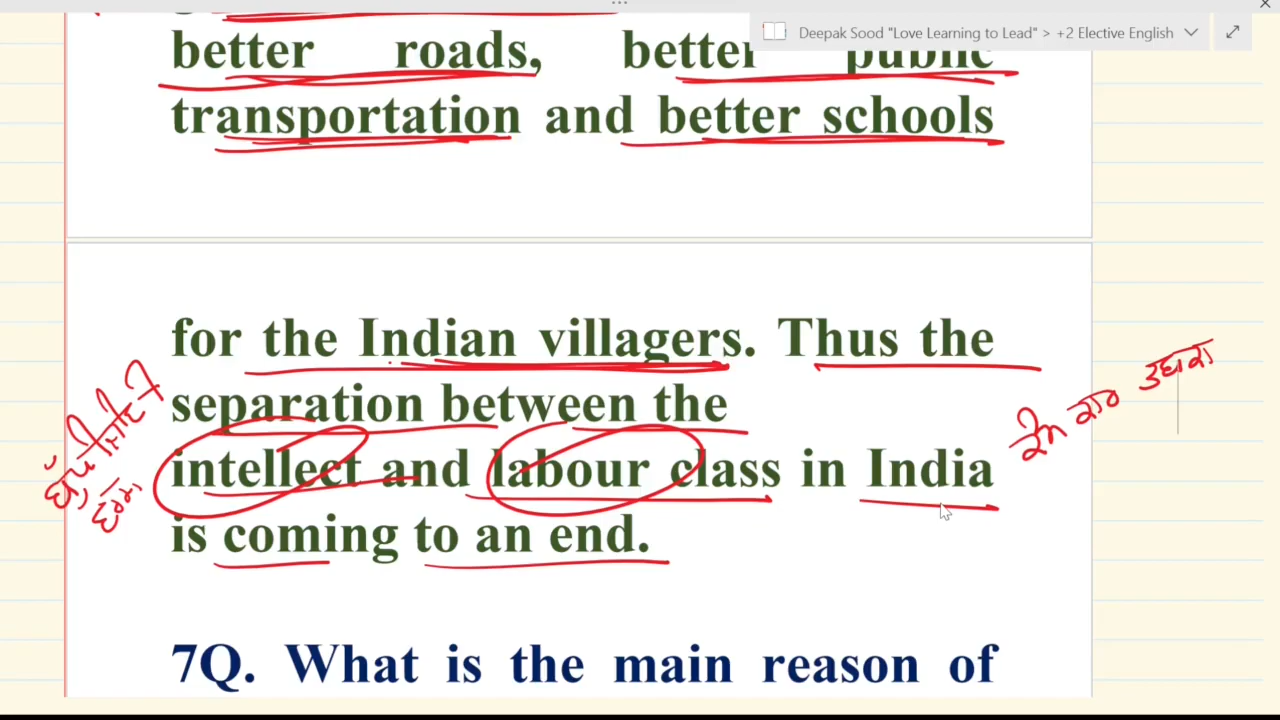 Deepak Sood "Love Learning to Lead" > +2 Elective English
better roads, better public
transportation and better schools
for the Indian villagers. Thus the
separation between the
intellect and labour class in India
is coming to an end.
7Q. What is the main reason of